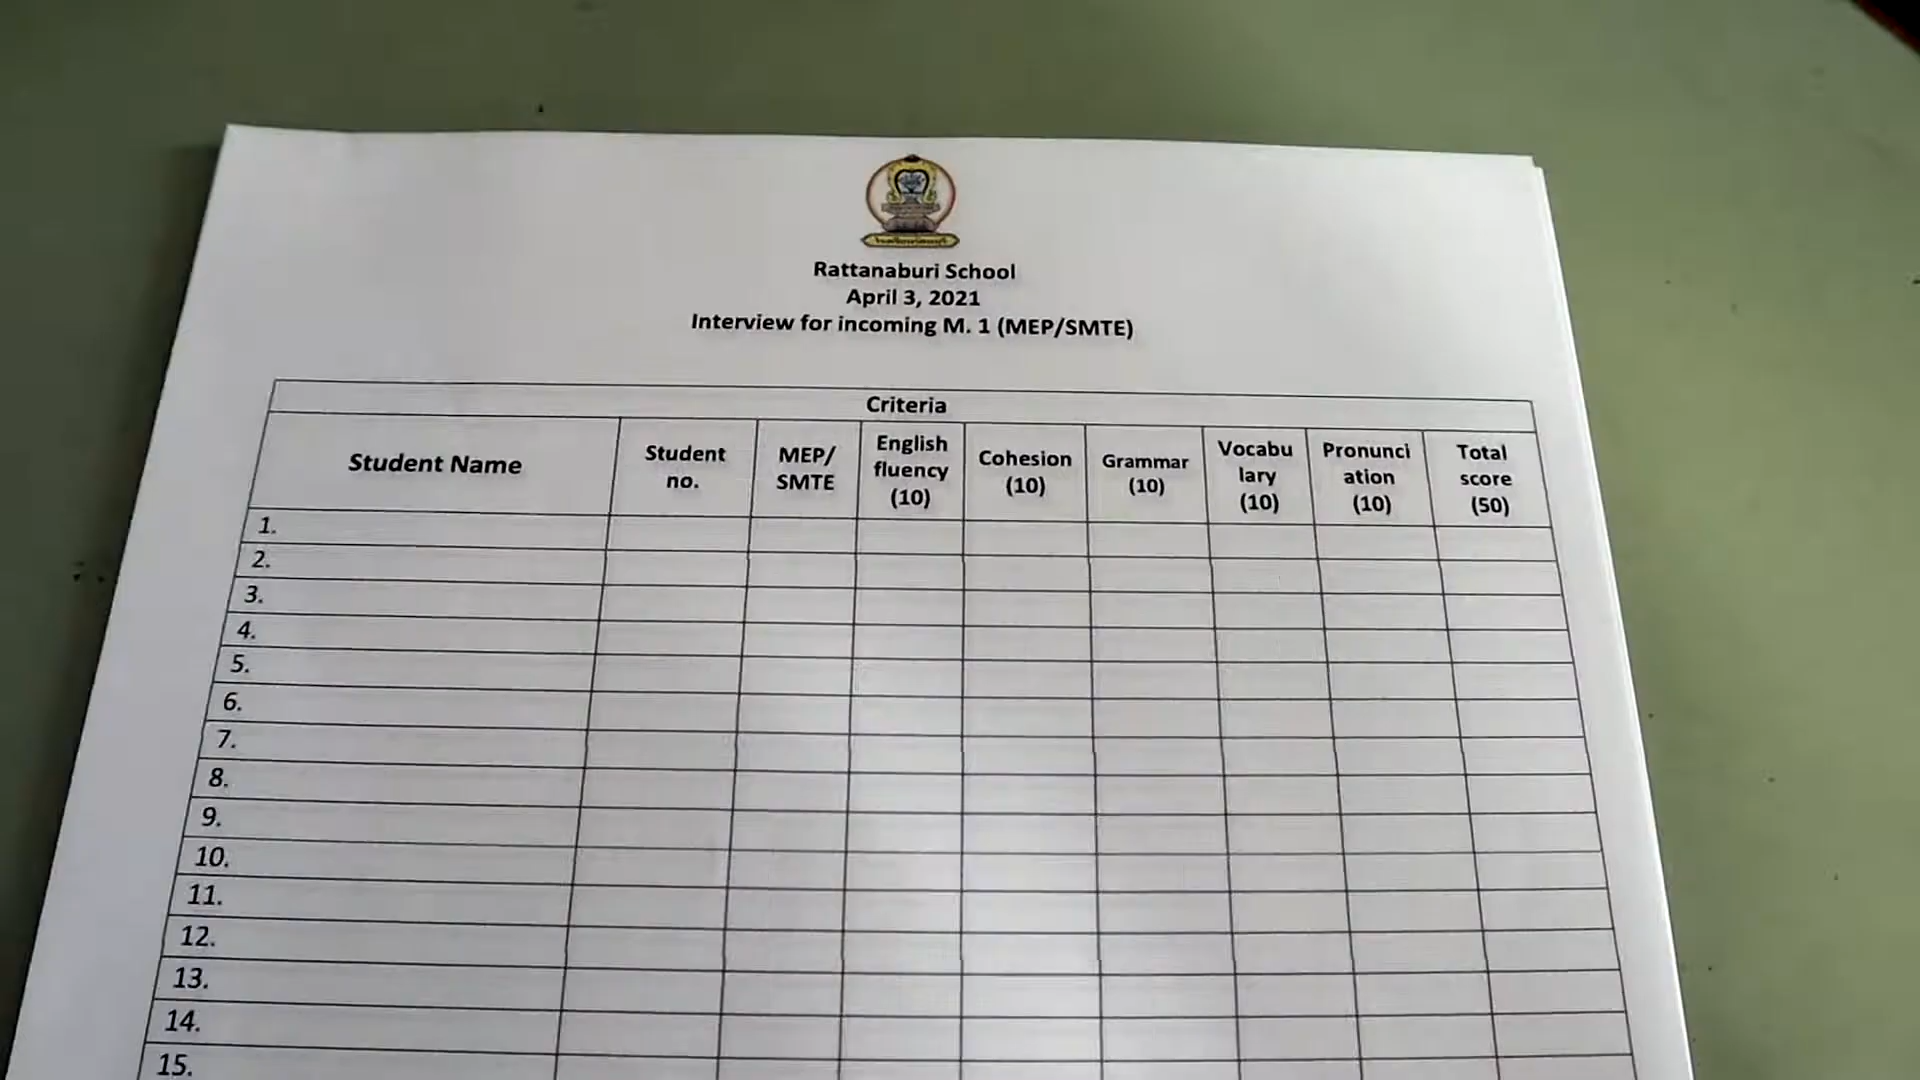 Rattanaburi School
April 3, 2021
Interview for incoming M. 1 (MEP/SMTE)
Criteria
Student Name
Student
no.
MEP/
SMTE
English
fluency
(10)
Cohesion
(10)
Grammar
(10)
Vocabu
lary
(10)
Pronunci
ation
(10)
Total
score
(50)
1.
2.
3.
4.
5.
6.
7.
8.
9.
10.
11.
12.
13.
14.
15.